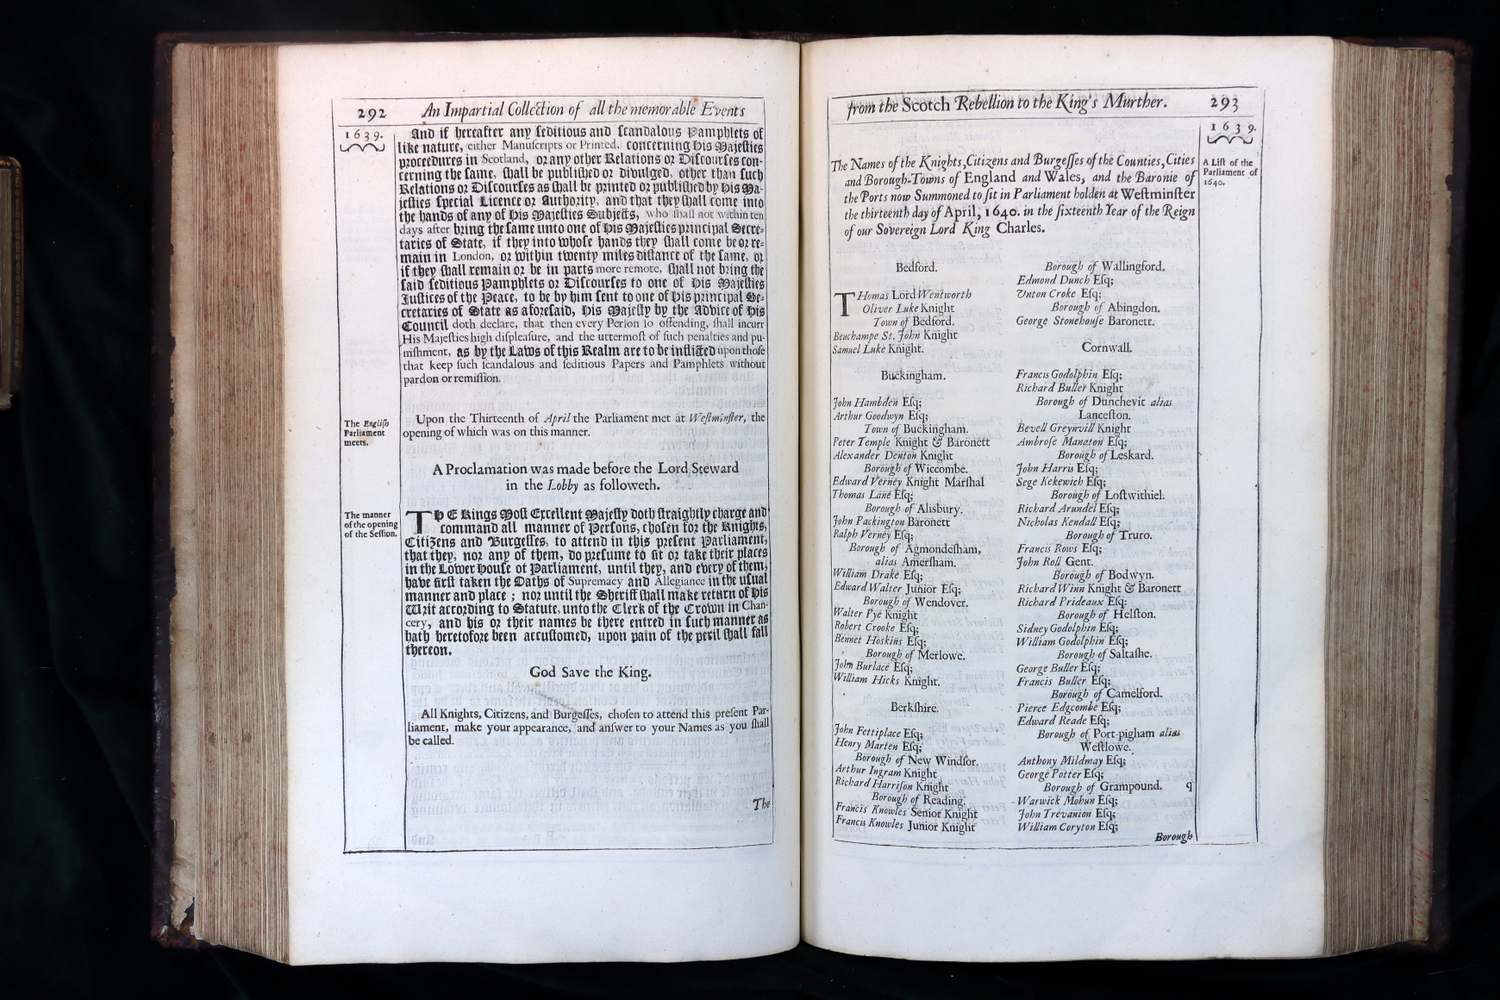 292 An Impartial Collection of all the memorable Events
1639.
And if hereafter any seditious and scandalous Pamphlets of
like nature, either Manuscripts or Printed, concerning His Majesties
proceedures in Scotland, or any other Relations or Discourses con-
cerning the same, shall be published or divulged, other than such
Relations or Discourses as shall be printed or published by His Ma-
jesties special Licence or Authority, and that they shall come into
the hands of any of his Majesties Subjects, who shall not within ten
days after bring the same unto one of His Majesties principal Secre-
taries of State, if they into whose hands they shall come be or re-
main in London, or within twenty miles distance of the same, or
if they shall remain or be in parts more remote, shall not bring the
said seditious Pamphlets or Discourses to one of His Majesties
Justices of the Peace, to be by him sent to one of his principal Se-
cretaries of State as aforesaid, His Majesty by the Advice of His
Council doth declare, that then every Person so offending, shall incurr
His Majesties high displeasure, and the uttermost of such penalties and pu-
nishment, as by the Laws of this Realm are to be inflicted upon those
that keep such scandalous and seditious Papers and Pamphlets without
pardon or remission.
The English
Parliament
meets.
Upon the Thirteenth of April the Parliament met at Westminster, the
opening of which was on this manner.
A Proclamation was made before the Lord Steward
in the Lobby as followeth.
The manner
of the opening
of the Session.
THE Kings Most Excellent Majesty doth straightly charge and
command all manner of Persons, chosen for the Knights,
Citizens and Burgesses, to attend in this present Parliament,
that they, nor any of them, do presume to sit or take their places
in the Lower House of Parliament, until they, and every of them,
have first taken the Oaths of Supremacy and Allegiance in the usual
manner and place; nor until the Sheriff shall make return of his
Writ according to Statute, unto the Clerk of the Crown in Chan-
cery, and his or their names be there entred in such manner as
hath heretofore been accustomed, upon pain of the peril shall fall
thereon.
God Save the King.
All Knights, Citizens, and Burgesses, chosen to attend this present Par-
liament, make your appearance, and answer to your Names as you shall
be called.
The
from the Scotch Rebellion to the King's Murther. 293
1639.
A List of the
Parliament of
1640.
The Names of the Knights, Citizens and Burgesses of the Counties, Cities
and Borough-Towns of England and Wales, and the Baronie of
the Ports now Summoned to sit in Parliament holden at Westminster
the thirteenth day of April, 1640. in the sixteenth Year of the Reign
of our Sovereign Lord King Charles.
Bedford.
THomas Lord Wentworth
Oliver Luke Knight
Town of Bedford.
Beuchampe St. John Knight
Samuel Luke Knight.
Buckingham.
John Hambden Esq;
Arthur Goodwyn Esq;
Town of Buckingham.
Peter Temple Knight & Baronett
Alexander Denton Knight
Borough of Wiccombe.
Edward Verney Knight Marshal
Thomas Lane Esq;
Borough of Alisbury.
John Packington Baronett
Ralph Verney Esq;
Borough of Agmondesham,
alias Amersham.
William Drake Esq;
Edward Walter Junior Esq;
Borough of Wendover.
Walter Pye Knight
Robert Crooke Esq;
Bennet Hoskins Esq;
Borough of Merlowe.
John Burlace Esq;
William Hicks Knight.
Berkshire.
John Fettiplace Esq;
Henry Marten Esq;
Borough of New Windsor.
Arthur Ingram Knight
Richard Harrison Knight
Borough of Reading.
Francis Knowles Senior Knight
Francis Knowles Junior Knight
Borough of Wallingford.
Edmond Dunch Esq;
Vnton Croke Esq;
Borough of Abingdon.
George Stonehouse Baronett.
Cornwall.
Francis Godolphin Esq;
Richard Buller Knight
Borough of Dunchevit alias
Lanceston.
Bevell Greynvill Knight
Ambrose Manaton Esq;
Borough of Leskard.
John Harris Esq;
Sege Kekewich Esq;
Borough of Lostwithiel.
Richard Arundel Esq;
Nicholas Kendall Esq;
Borough of Truro.
Francis Rows Esq;
John Roll Gent.
Borough of Bodwyn.
Richard Winn Knight & Baronett
Richard Prideaux Esq;
Borough of Helston.
Sidney Godolphin Esq;
William Godolphin Esq;
Borough of Saltashe.
George Buller Esq;
Francis Buller Esq;
Borough of Camelford.
Pierce Edgcombe Esq;
Edward Reade Esq;
Borough of Port-pigham alias
Westlowe.
Anthony Mildmay Esq;
George Potter Esq;
Borough of Grampound. q
Warwick Mohun Esq;
John Trevanion Esq;
William Coryton Esq;
Borough